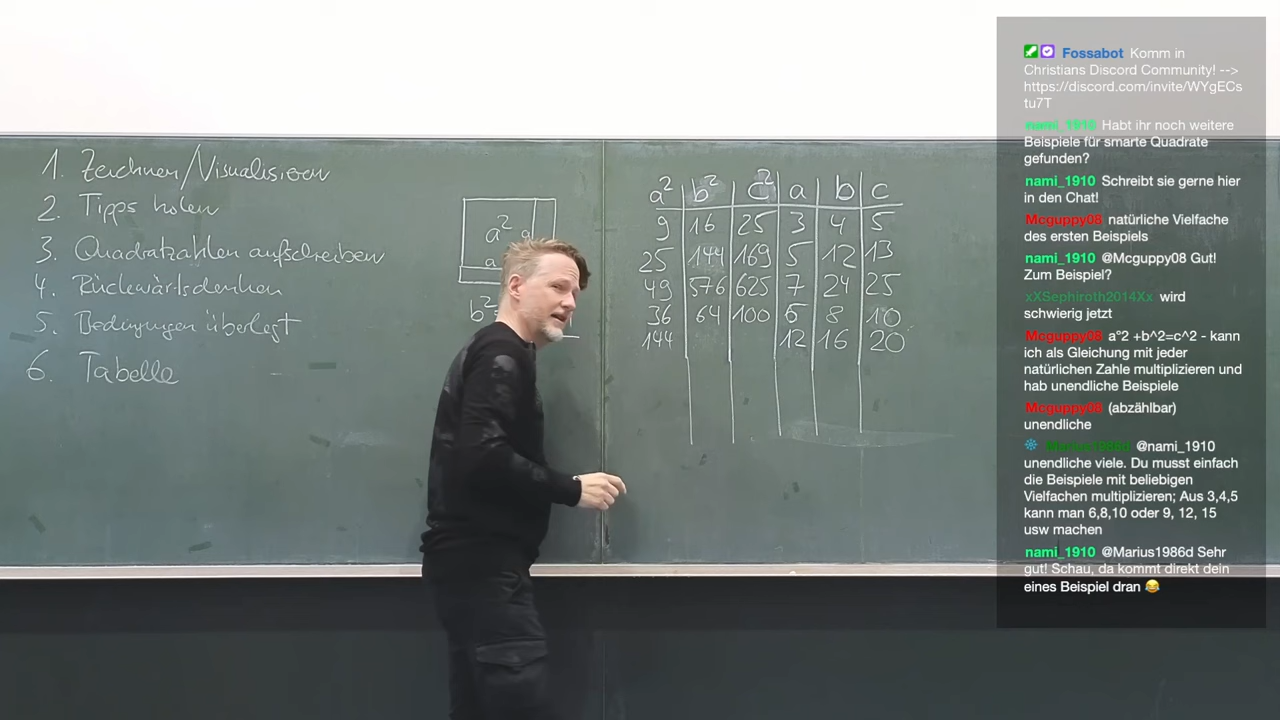 1. Zeichnen/Visualisieren
2. Tipps holen
3. Quadratzahlen aufschreiben
4. Rückwärtsdenken
5. Bedingungen überlegt
6. Tabelle
a²
a
b²
a² b² c² a b c
9 16 25 3 4 5
25 144 169 5 12 13
49 576 625 7 24 25
36 64 100 6 8 10
144 12 16 20
Fossabot Komm in
Christians Discord Community! -->
https://discord.com/invite/WYgECs
tu7T
nami_1910 Habt ihr noch weitere
Beispiele für smarte Quadrate
gefunden?
nami_1910 Schreibt sie gerne hier
in den Chat!
Mcguppy08 natürliche Vielfache
des ersten Beispiels
nami_1910 @Mcguppy08 Gut!
Zum Beispiel?
xXSephiroth2014Xx wird
schwierig jetzt
Mcguppy08 a°2 +b^2=c^2 - kann
ich als Gleichung mit jeder
natürlichen Zahle multiplizieren und
hab unendliche Beispiele
Mcguppy08 (abzählbar)
unendliche
Marius1986d @nami_1910
unendliche viele. Du musst einfach
die Beispiele mit beliebigen
Vielfachen multiplizieren; Aus 3,4,5
kann man 6,8,10 oder 9, 12, 15
usw machen
nami_1910 @Marius1986d Sehr
gut! Schau, da kommt direkt dein
eines Beispiel dran 😂